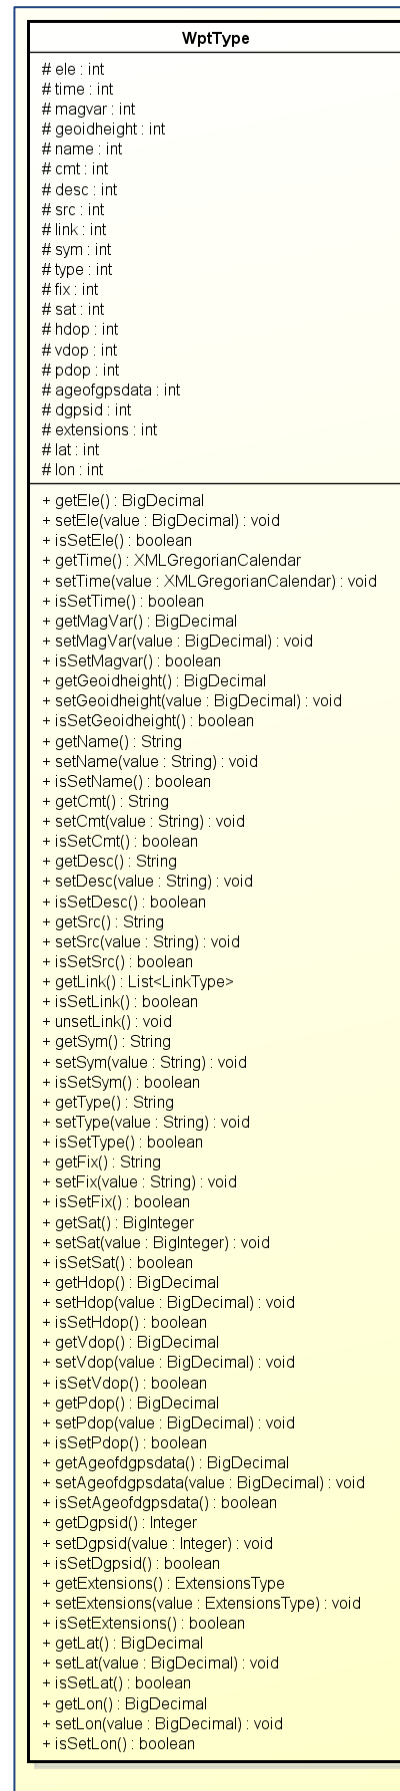 WptType
# ele : int
# time : int
# magvar : int
# geoidheight : int
# name : int
# cmt : int
# desc : int
# src : int
# link : int
# sym : int
# type : int
# fix : int
# sat : int
# hdop : int
# vdop : int
# pdop : int
# ageofgpsdata : int
# dgpsid : int
# extensions : int
# lat : int
# lon : int
+ getEle() : BigDecimal
+ setEle(value : BigDecimal) : void
+ isSetEle() : boolean
+ getTime() : XMLGregorianCalendar
+ setTime(value : XMLGregorianCalendar) : void
+ isSetTime() : boolean
+ getMagVar() : BigDecimal
+ setMagVar(value : BigDecimal) : void
+ isSetMagvar() : boolean
+ getGeoidheight() : BigDecimal
+ setGeoidheight(value : BigDecimal) : void
+ isSetGeoidheight() : boolean
+ getName() : String
+ setName(value : String) : void
+ isSetName() : boolean
+ getCmt() : String
+ setCmt(value : String) : void
+ isSetCmt() : boolean
+ getDesc() : String
+ setDesc(value : String) : void
+ isSetDesc() : boolean
+ getSrc() : String
+ setSrc(value : String) : void
+ isSetSrc() : boolean
+ getLink() : List<LinkType>
+ isSetLink() : boolean
+ unsetLink() : void
+ getSym() : String
+ setSym(value : String) : void
+ isSetSym() : boolean
+ getType() : String
+ setType(value : String) : void
+ isSetType() : boolean
+ getFix() : String
+ setFix(value : String) : void
+ isSetFix() : boolean
+ getSat() : BigInteger
+ setSat(value : BigInteger) : void
+ isSetSat() : boolean
+ getHdop() : BigDecimal
+ setHdop(value : BigDecimal) : void
+ isSetHdop() : boolean
+ getVdop() : BigDecimal
+ setVdop(value : BigDecimal) : void
+ isSetVdop() : boolean
+ getPdop() : BigDecimal
+ setPdop(value : BigDecimal) : void
+ isSetPdop() : boolean
+ getAgeofdgpsdata() : BigDecimal
+ setAgeofdgpsdata(value : BigDecimal) : void
+ isSetAgeofdgpsdata() : boolean
+ getDgpsid() : Integer
+ setDgpsid(value : Integer) : void
+ isSetDgpsid() : boolean
+ getExtensions() : ExtensionsType
+ setExtensions(value : ExtensionsType) : void
+ isSetExtensions() : boolean
+ getLat() : BigDecimal
+ setLat(value : BigDecimal) : void
+ isSetLat() : boolean
+ getLon() : BigDecimal
+ setLon(value : BigDecimal) : void
+ isSetLon() : boolean